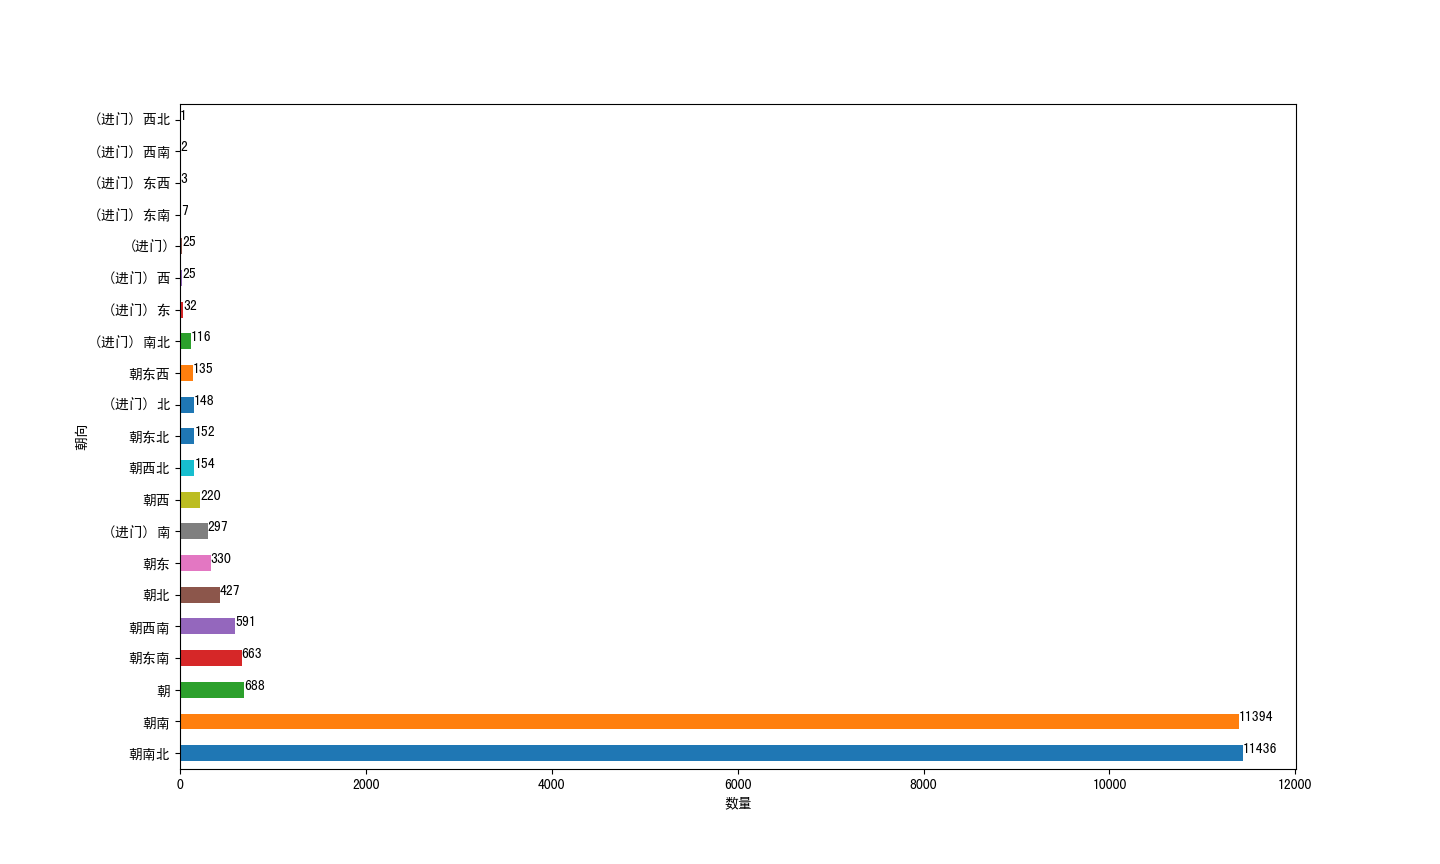 (进门) 西北 1
(进门) 西南 2
(进门) 东西 3
(进门) 东南 7
(进门) 25
(进门) 西 25
(进门) 东 32
(进门) 南北 116
朝东西 135
(进门) 北 148
朝东北 152
朝西北 154
朝西 220
(进门) 南 297
朝东 330
朝北 427
朝西南 591
朝东南 663
朝 688
朝南 11394
朝南北 11436
朝向
0 2000 4000 6000 8000 10000 12000
数量